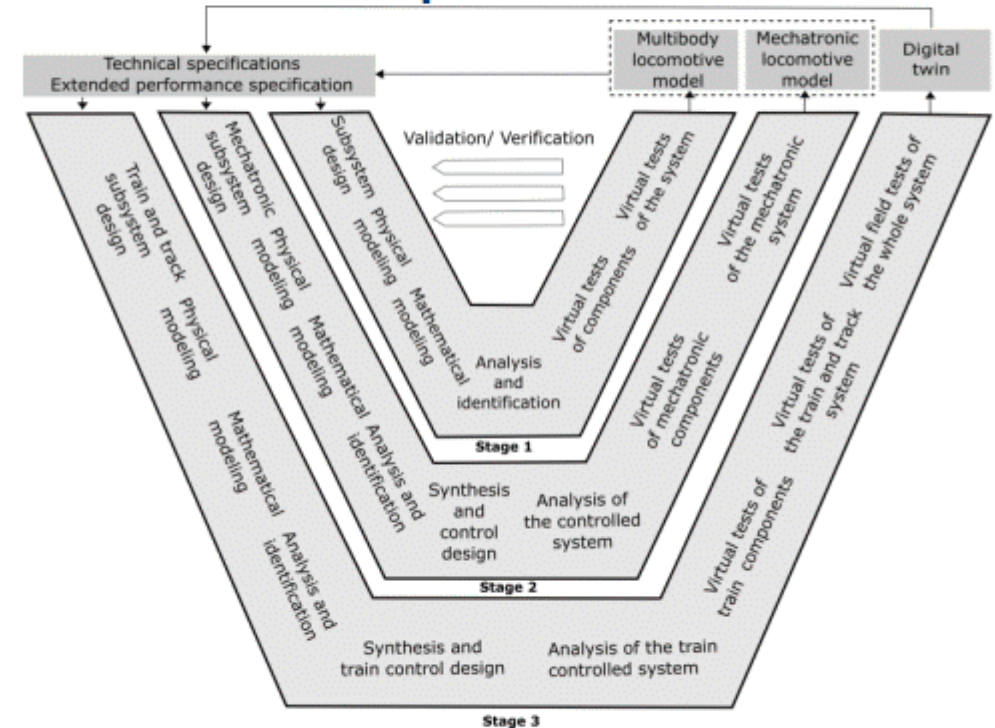 Technical specifications
Extended performance specification
Multibody
locomotive
model
Mechatronic
locomotive
model
Digital
twin
Validation/ Verification
Subsystem
design
Physical
modeling
Mathematical
modeling
Analysis
and
identification
Virtual tests
of components
Virtual tests
of the system
Stage 1
Mechatronic
subsystem
design
Physical
modeling
Mathematical
modeling
Analysis and
identification
Synthesis
and
control
design
Analysis of
the controlled
system
Virtual tests
of mechatronic
components
Virtual tests
of the mechatronic
system
Stage 2
Train and track
subsystem
design
Physical
modeling
Mathematical
modeling
Analysis and
identification
Synthesis and
train control design
Analysis of the train
controlled system
Virtual tests of
train components
Virtual tests of
the train and track
system
Virtual field tests of
the whole system
Stage 3